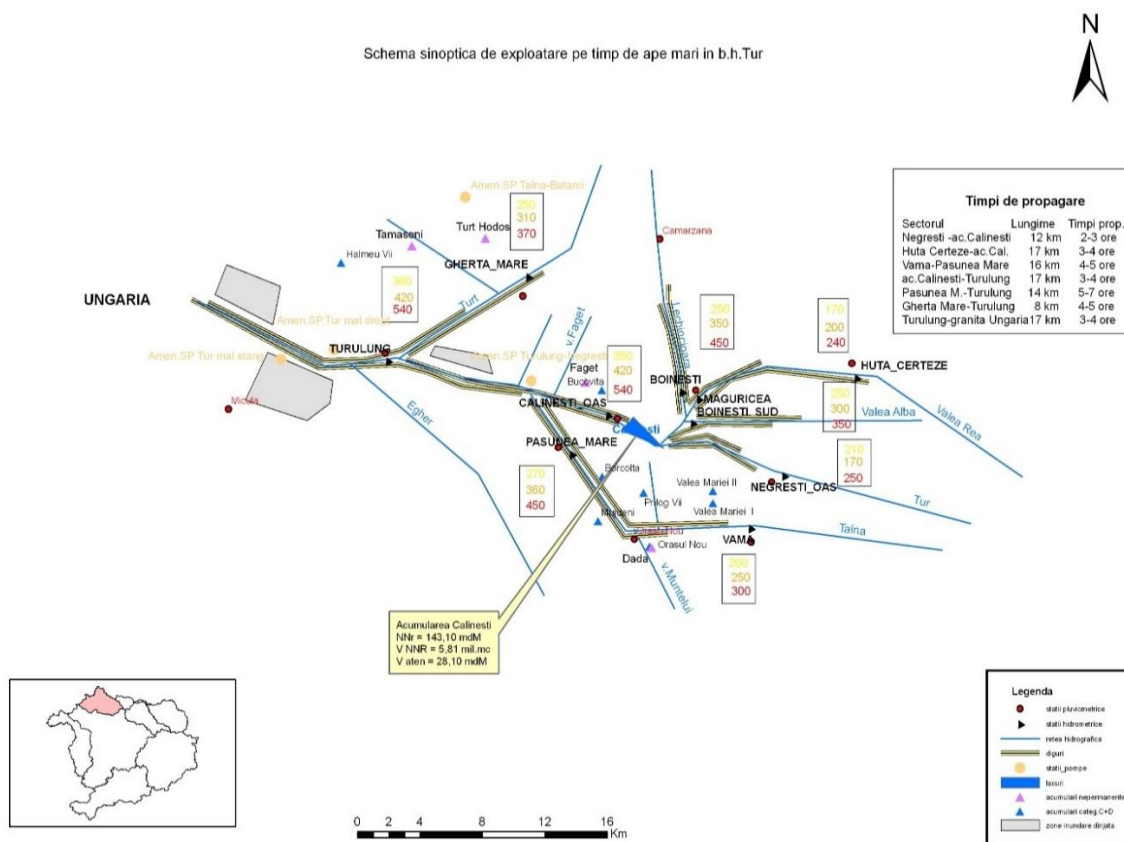 Schema sinoptica de exploatare pe timp de ape mari in b.h.Tur
N
Timpi de propagare
Sectorul Lungime Timpi prop.
Negresti -ac.Calinesti 12 km 2-3 ore
Huta Certeze-ac.Cal. 17 km 3-4 ore
Vama-Pasunea Mare 16 km 4-5 ore
ac.Calinesti-Turulung 17 km 3-4 ore
Pasunea M.-Turulung 14 km 5-7 ore
Gherta Mare-Turulung 8 km 4-5 ore
Turulung-granita Ungaria 17 km 3-4 ore
Amen.SP Talna-Batarci
250
310
370
Turt Hodos
Tamaseni
Halmeu Vii
GHERTA_MARE
Camarzana
UNGARIA
360
420
540
Turt
v.Faget
Lechincioara
250
350
450
170
200
240
Amen.SP.Tur mal drept
TURULUNG
Amen.SP Tur mal stang
Amen.SP Turulung-Negresti
350
420
540
Faget
Bucovita
BOINESTI
HUTA_CERTEZE
MAGURICEA
BOINESTI_SUD
250
300
350
Valea Alba
Valea Rea
Micula
Egher
CALINESTI_OAS
Calinesti
PASUNEA_MARE
210
170
250
270
360
450
Borcolta
Valea Mariei II
NEGRESTI_OAS
Prilog Vii
Valea Mariei I
Tur
Talna
VAMA
Orasul Nou
Dada
v.Muntelui
200
250
300
Acumularea Calinesti
NNr = 143,10 mdM
V NNR = 5,81 mil.mc
V aten = 28,10 mdM
Legenda
statii pluviometrice
statii hidrometrice
retea hidrografica
diguri
statii_pompe
lacuri
acumulari nepermanente
acumulari categ.C+D
zone inundare dirijata
0 2 4 8 12 16
Km